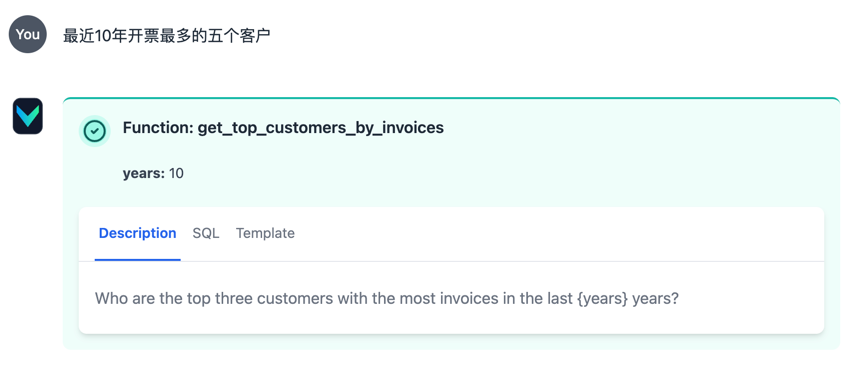 You
最近10年开票最多的五个客户
Function: get_top_customers_by_invoices
years: 10
Description SQL Template
Who are the top three customers with the most invoices in the last {years} years?